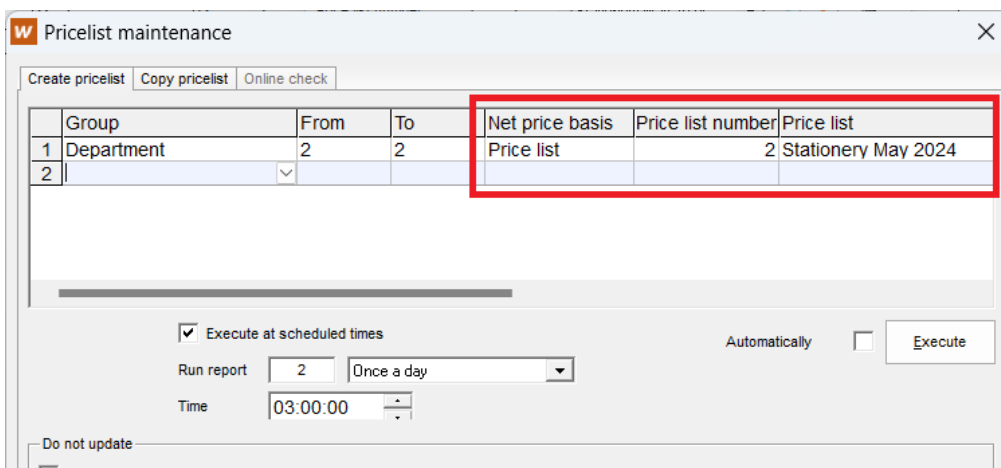 W Pricelist maintenance
Create pricelist Copy pricelist Online check
Group From To Net price basis Price list number Price list
1 Department 2 2 Price list 2 Stationery May 2024
2
Execute at scheduled times
Automatically Execute
Run report 2 Once a day
Time 03:00:00
Do not update